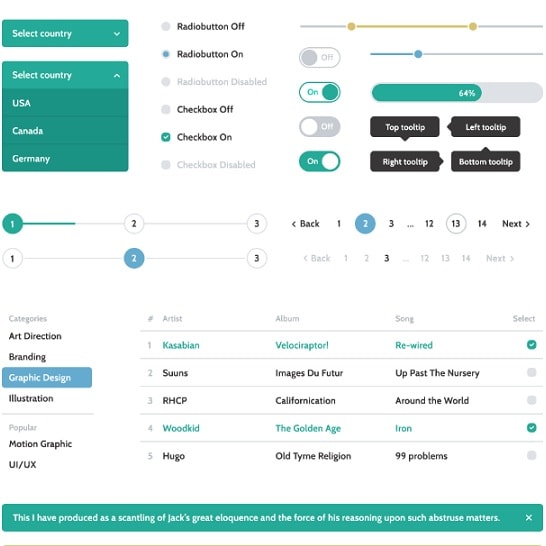 Select country
Select country
USA
Canada
Germany
Radiobutton Off
Radiobutton On
Radiobutton Disabled
Checkbox Off
Checkbox On
Checkbox Disabled
Off
On
Off
On
64%
Top tooltip
Left tooltip
Right tooltip
Bottom tooltip
1 2 3
1 2 3
Back 1 2 3 ... 12 13 14 Next
Back 1 2 3 ... 12 13 14 Next
Categories
Art Direction
Branding
Graphic Design
Illustration
Popular
Motion Graphic
UI/UX
# Artist Album Song Select
1 Kasabian Velociraptor! Re-wired
2 Suuns Images Du Futur Up Past The Nursery
3 RHCP Californication Around the World
4 Woodkid The Golden Age Iron
5 Hugo Old Tyme Religion 99 problems
This I have produced as a scantling of Jack's great eloquence and the force of his reasoning upon such abstruse matters.